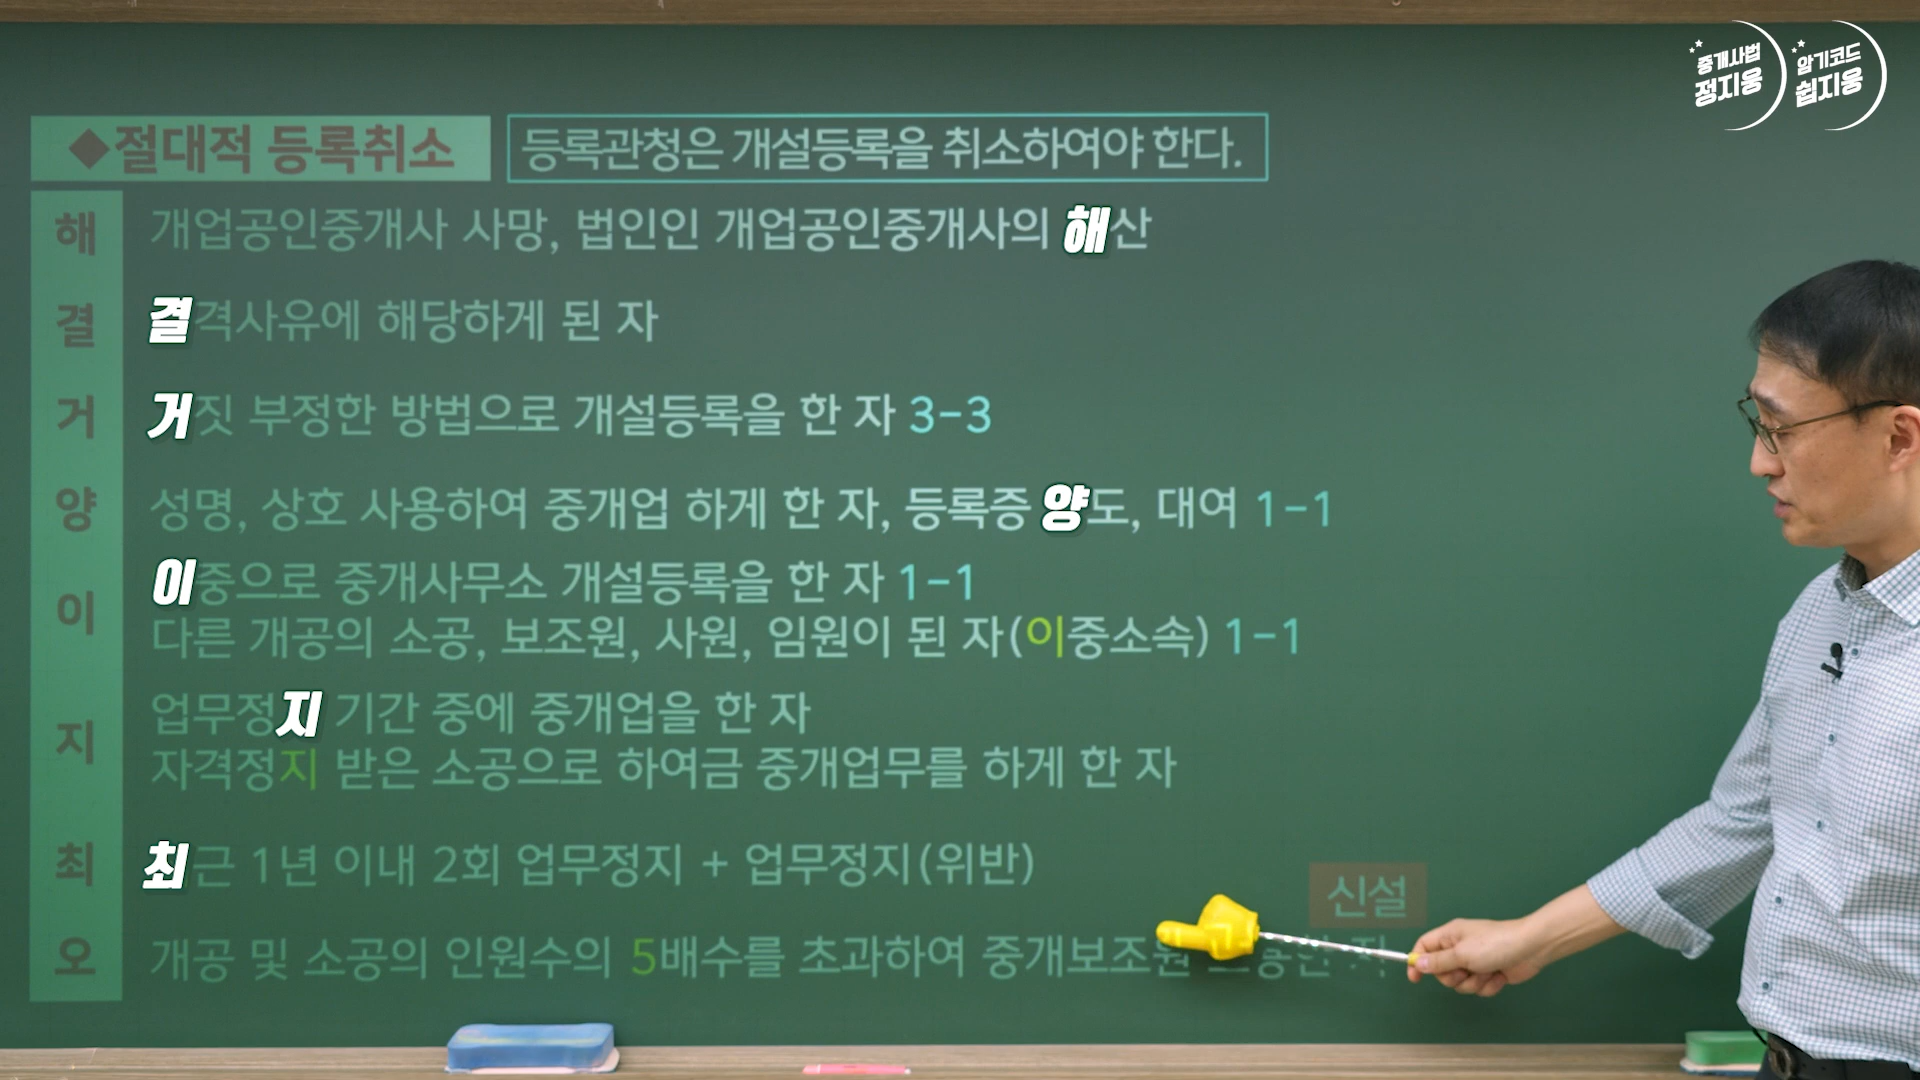 중개사법
정지웅
암기코드
쉽지웅
◆절대적 등록취소
등록관청은 개설등록을 취소하여야 한다.
해
개업공인중개사 사망, 법인인 개업공인중개사의 해산
결
결격사유에 해당하게 된 자
거
거짓 부정한 방법으로 개설등록을 한 자 3-3
양
성명, 상호 사용하여 중개업 하게 한 자, 등록증 양도, 대여 1-1
이
이중으로 중개사무소 개설등록을 한 자 1-1
다른 개공의 소공, 보조원, 사원, 임원이 된 자(이중소속) 1-1
지
업무정지 기간 중에 중개업을 한 자
자격정지 받은 소공으로 하여금 중개업무를 하게 한 자
최
최근 1년 이내 2회 업무정지 + 업무정지(위반)
신설
오
개공 및 소공의 인원수의 5배수를 초과하여 중개보조원 자